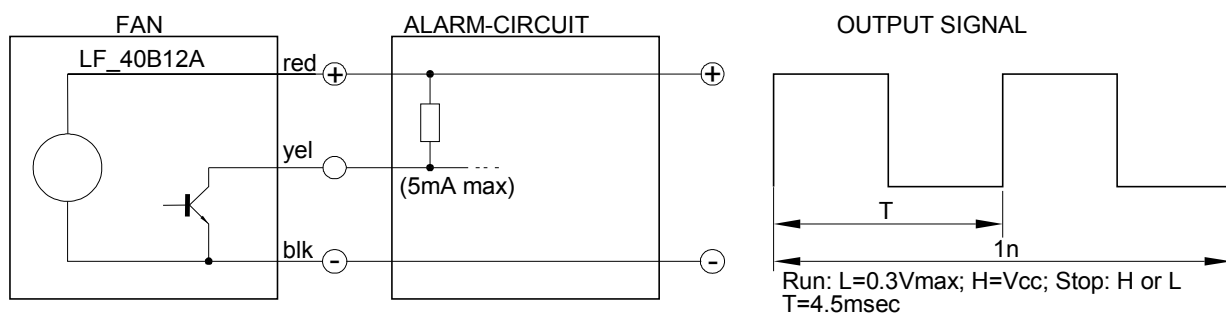 FAN
ALARM-CIRCUIT
OUTPUT SIGNAL
LF_40B12A
red
+
+
yel
(5mA max)
T
blk
-
-
1n
Run: L=0.3Vmax; H=Vcc; Stop: H or L
T=4.5msec